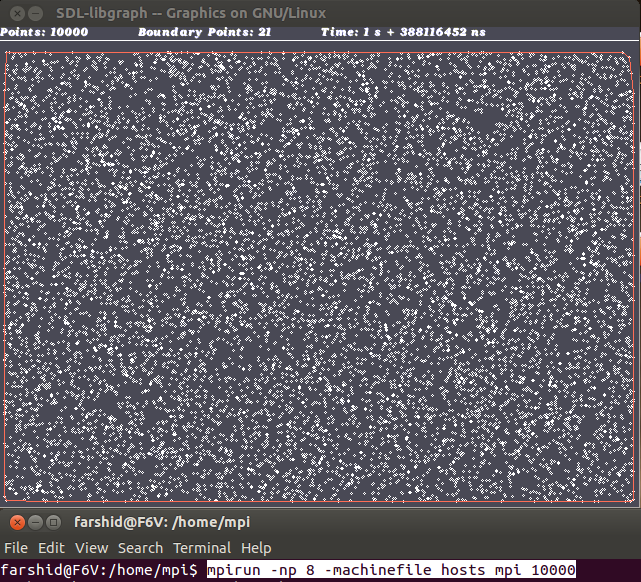 SDL-libgraph -- Graphics on GNU/Linux
Points: 10000 Boundary Points: 21 Time: 1 s + 388116452 ns
farshid@F6V: /home/mpi
File Edit View Search Terminal Help
farshid@F6V:/home/mpi$ mpirun -np 8 -machinefile hosts mpi 10000